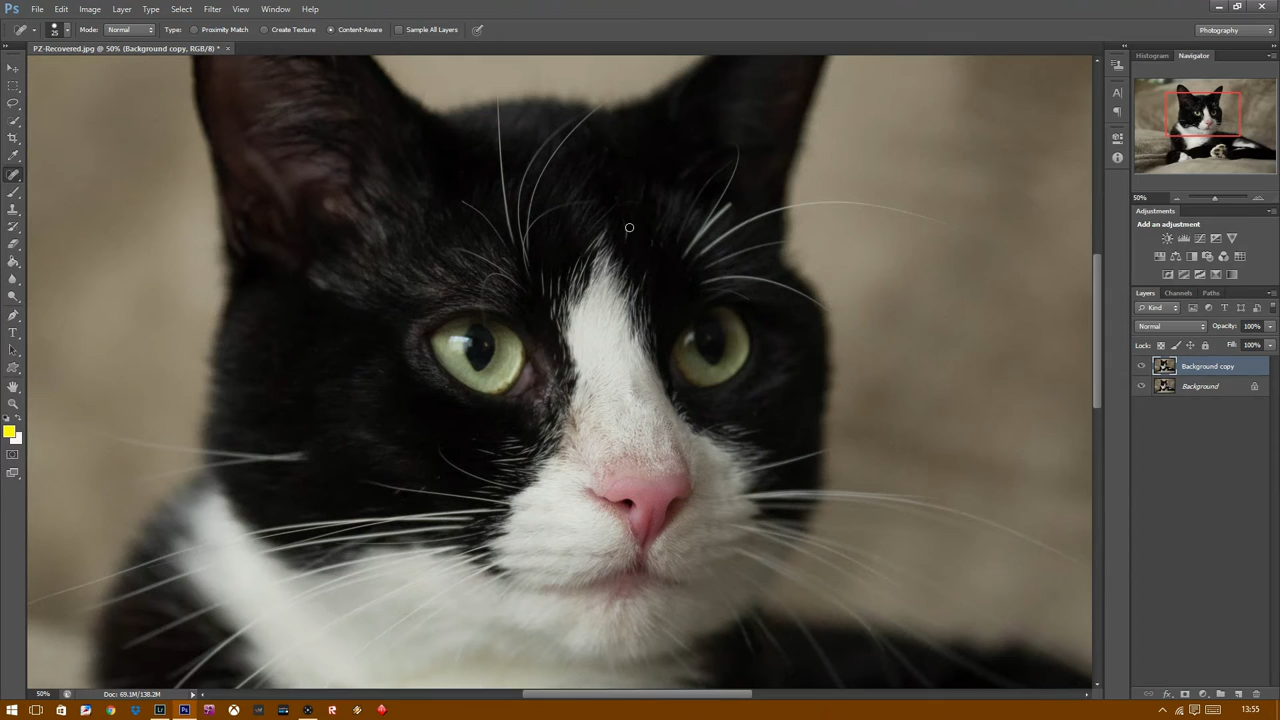 Ps File Edit Image Layer Type Select Filter View Window Help
25 Mode: Normal Type: Proximity Match Create Texture Content-Aware Sample All Layers Photography
PZ-Recovered.jpg @ 50% (Background copy, RGB/8) * ×
Histogram Navigator
50%
Adjustments
Add an adjustment
Layers Channels Paths
Kind
Normal Opacity: 100%
Lock: Fill: 100%
Background copy
Background
50% Doc: 69.1M/138.2M
13:55